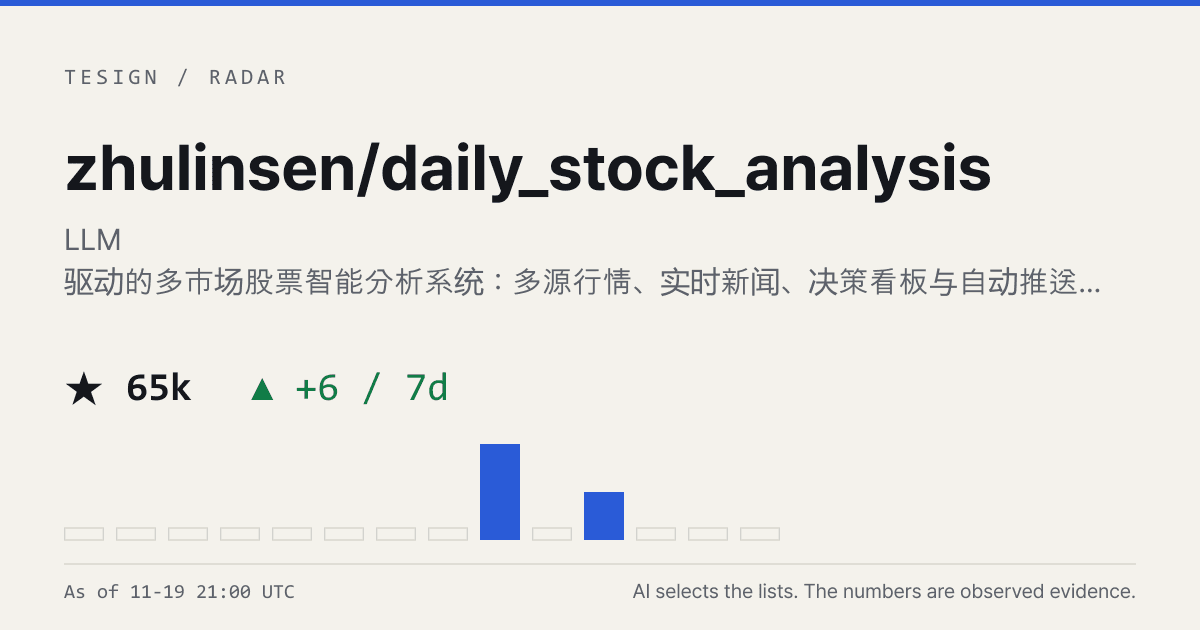 TESIGN / RADAR
zhulinsen/daily_stock_analysis
LLM
驱动的多市场股票智能分析系统：多源行情、实时新闻、决策看板与自动推送...
★ 65k ▲ +6 / 7d
As of 11-19 21:00 UTC
AI selects the lists. The numbers are observed evidence.